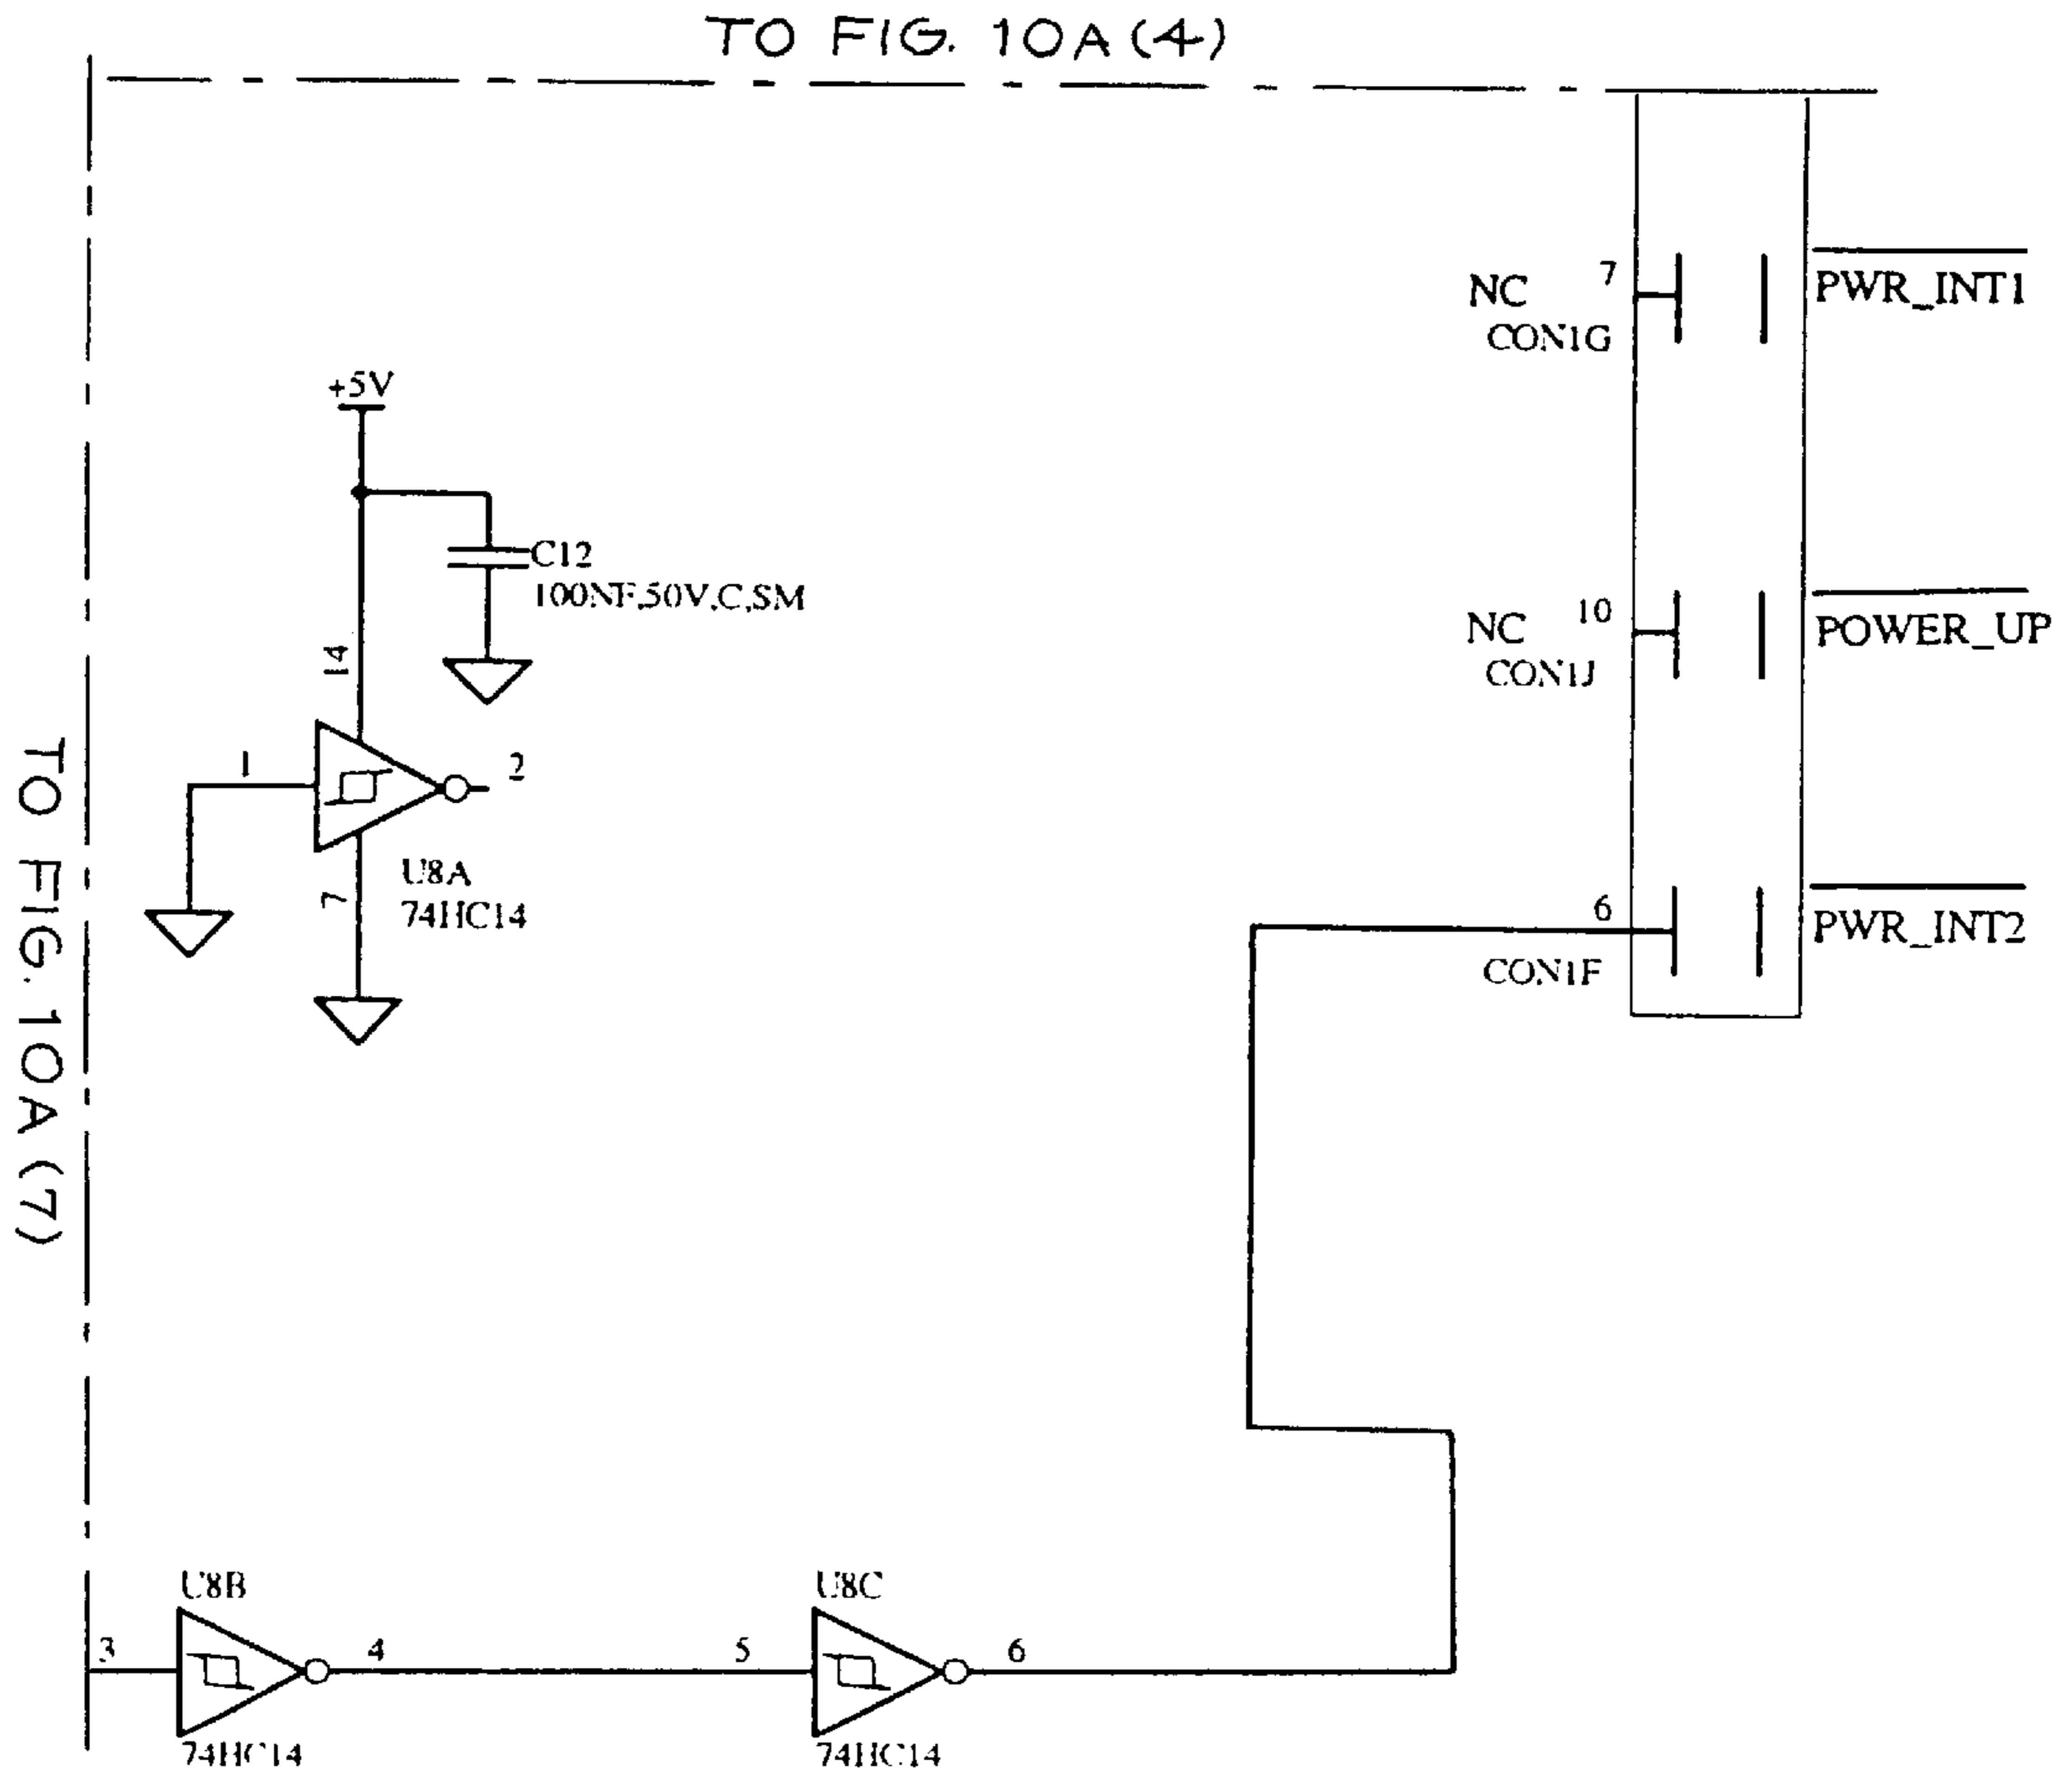 TO FIG. 10A (4)
7
NC
CON1G
PWR_INT1
+5V
C12
100NF,50V,C,SM
14
10
NC
CON1J
POWER_UP
1
2
U8A
74HC14
7
6
CON1F
PWR_INT2
TO FIG. 10A (7)
U8B
3
4
74HC14
U8C
5
6
74HC14